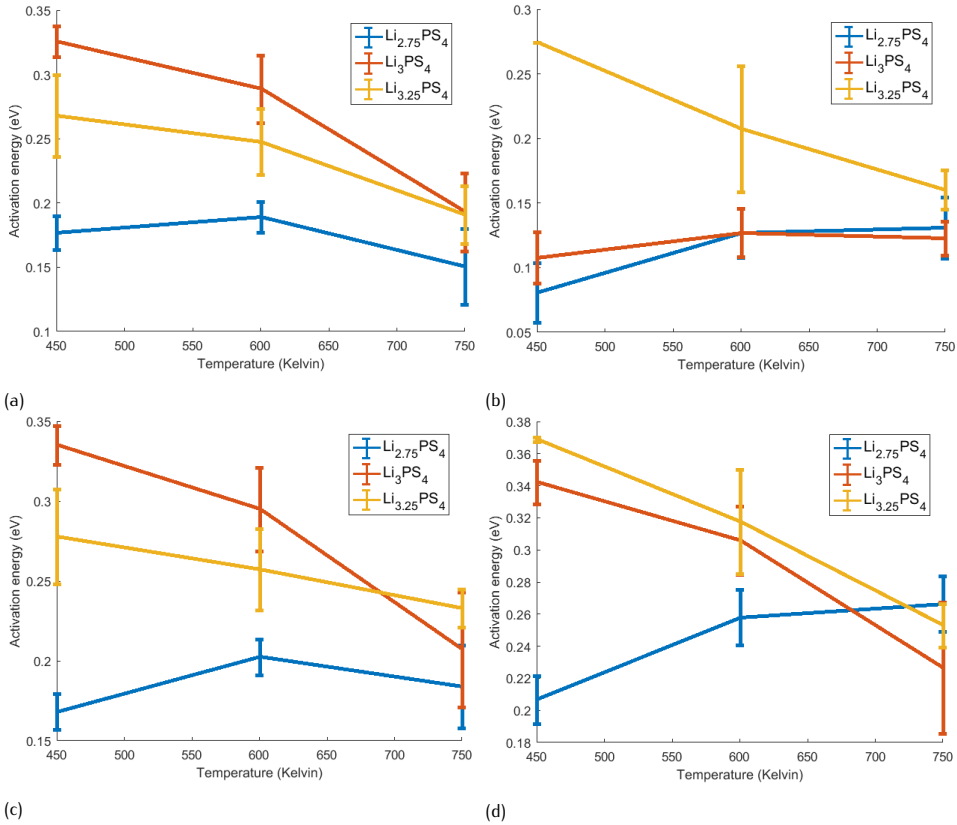 0.35
0.3
0.25
0.2
0.15
0.1
Activation energy (eV)
450 500 550 600 650 700 750
Temperature (Kelvin)
Li2.75PS4
Li3PS4
Li3.25PS4
(a)
0.3
0.25
0.2
0.15
0.1
0.05
Activation energy (eV)
450 500 550 600 650 700 750
Temperature (Kelvin)
Li2.75PS4
Li3PS4
Li3.25PS4
(b)
0.35
0.3
0.25
0.2
0.15
Activation energy (eV)
450 500 550 600 650 700 750
Temperature (Kelvin)
Li2.75PS4
Li3PS4
Li3.25PS4
(c)
0.38
0.36
0.34
0.32
0.3
0.28
0.26
0.24
0.22
0.2
0.18
Activation energy (eV)
450 500 550 600 650 700 750
Temperature (Kelvin)
Li2.75PS4
Li3PS4
Li3.25PS4
(d)